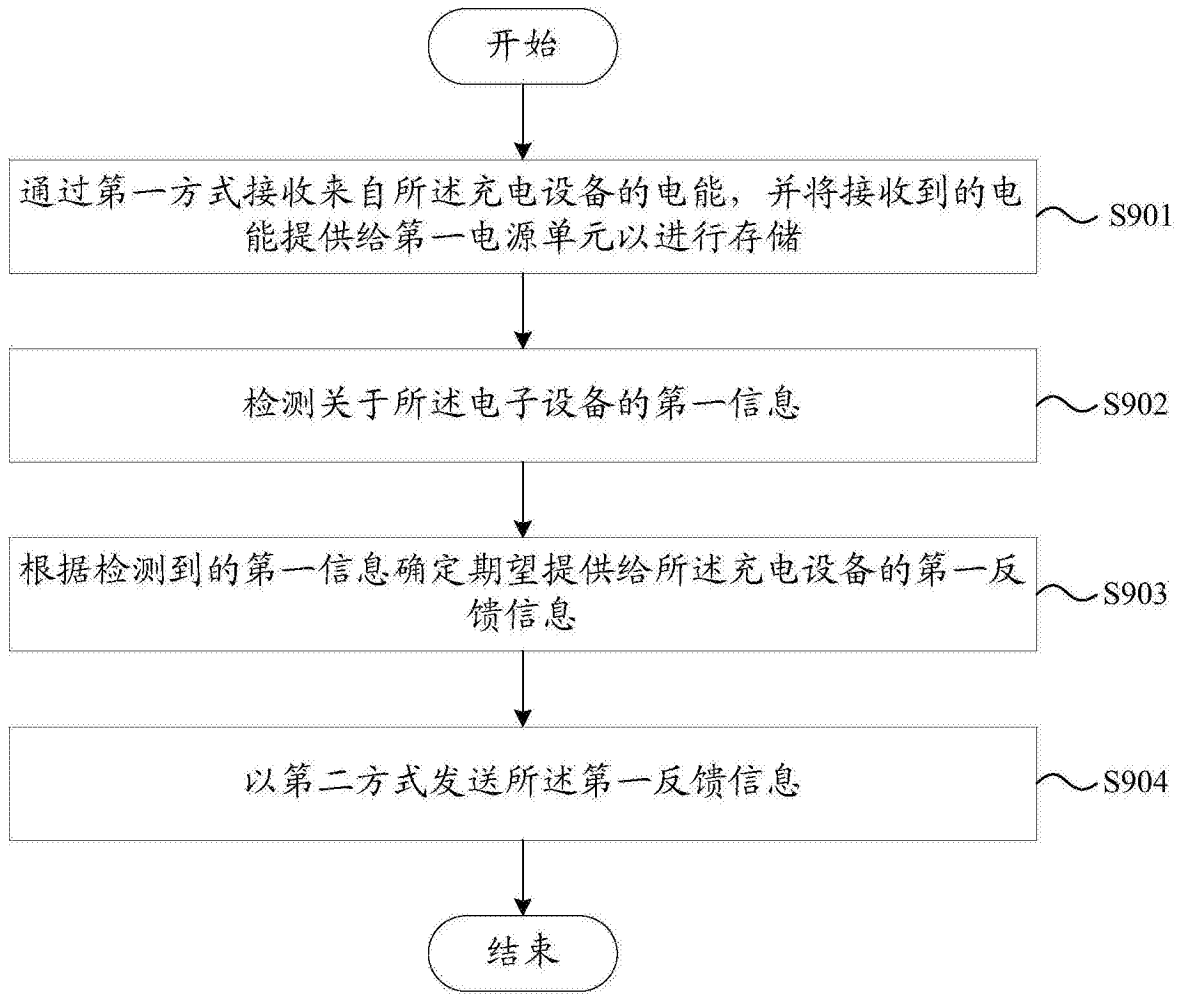 开始
通过第一方式接收来自所述充电设备的电能，并将接收到的电
能提供给第一电源单元以进行存储
S901
检测关于所述电子设备的第一信息
S902
根据检测到的第一信息确定期望提供给所述充电设备的第一反
馈信息
S903
以第二方式发送所述第一反馈信息
S904
结束